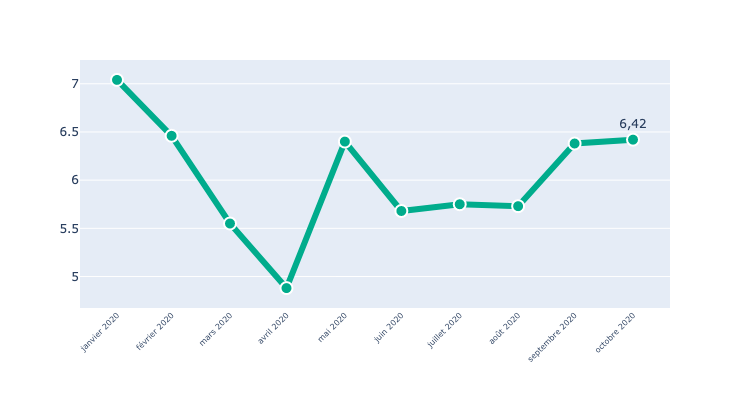 7
6.5
6
5.5
5
6,42
janvier 2020
février 2020
mars 2020
avril 2020
mai 2020
juin 2020
juillet 2020
août 2020
septembre 2020
octobre 2020